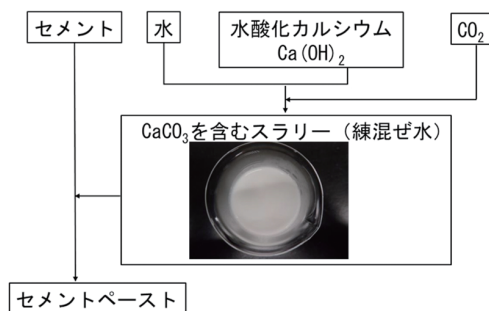 セメント
水
水酸化カルシウム
Ca(OH)₂
CO₂
CaCO₃を含むスラリー（練混ぜ水）
セメントペースト